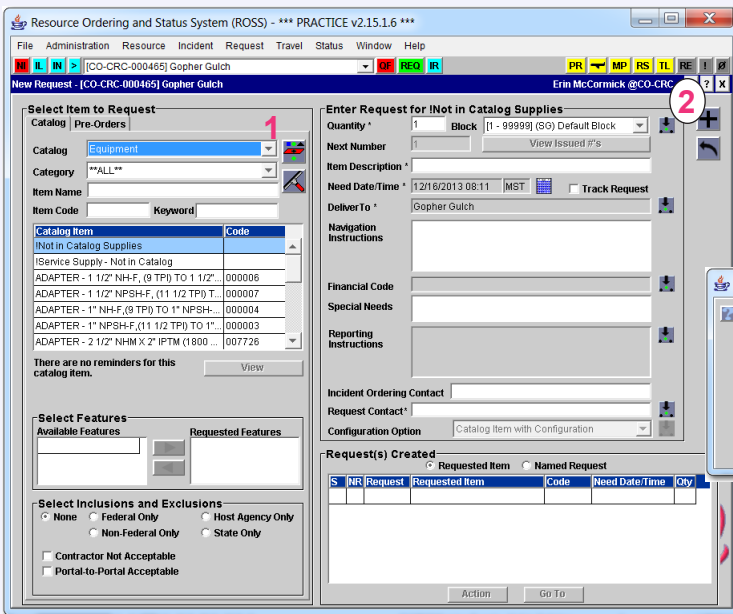 Resource Ordering and Status System (ROSS) - *** PRACTICE v2.15.1.6 ***
File Administration Resource Incident Request Travel Status Window Help
NI IL IN > [CO-CRC-000465] Gopher Gulch QF REQ IR PR MP RS TL RE ! Ø
New Request - [CO-CRC-000465] Gopher Gulch Erin McCormick @CO-CRC ? X
Select Item to Request
Catalog Pre-Orders
1
Catalog Equipment
Category **ALL**
Item Name
Item Code Keyword
Catalog Item Code
!Not in Catalog Supplies
!Service Supply - Not in Catalog
ADAPTER - 1 1/2" NH-F, (9 TPI) TO 1 1/2"... 000006
ADAPTER - 1 1/2" NPSH-F, (11 1/2 TPI) T... 000007
ADAPTER - 1" NH-F,(9 TPI) TO 1" NPSH-... 000004
ADAPTER - 1" NPSH-F,(11 1/2 TPI) TO 1"... 000003
ADAPTER - 2 1/2" NHM X 2" IPTM (1800 ... 007726
There are no reminders for this
catalog item.
View
Select Features
Available Features Requested Features
Select Inclusions and Exclusions
None Federal Only Host Agency Only
Non-Federal Only State Only
Contractor Not Acceptable
Portal-to-Portal Acceptable
Enter Request for !Not in Catalog Supplies
2
Quantity * 1 Block [1 - 99999] (SG) Default Block
Next Number 1 View Issued #'s
Item Description *
Need Date/Time * 12/16/2013 08:11 MST Track Request
DeliverTo * Gopher Gulch
Navigation
Instructions
Financial Code
Special Needs
Reporting
Instructions
Incident Ordering Contact
Request Contact*
Configuration Option Catalog Item with Configuration
Request(s) Created
Requested Item Named Request
S NR Request Requested Item Code Need Date/Time Qty
Action Go To